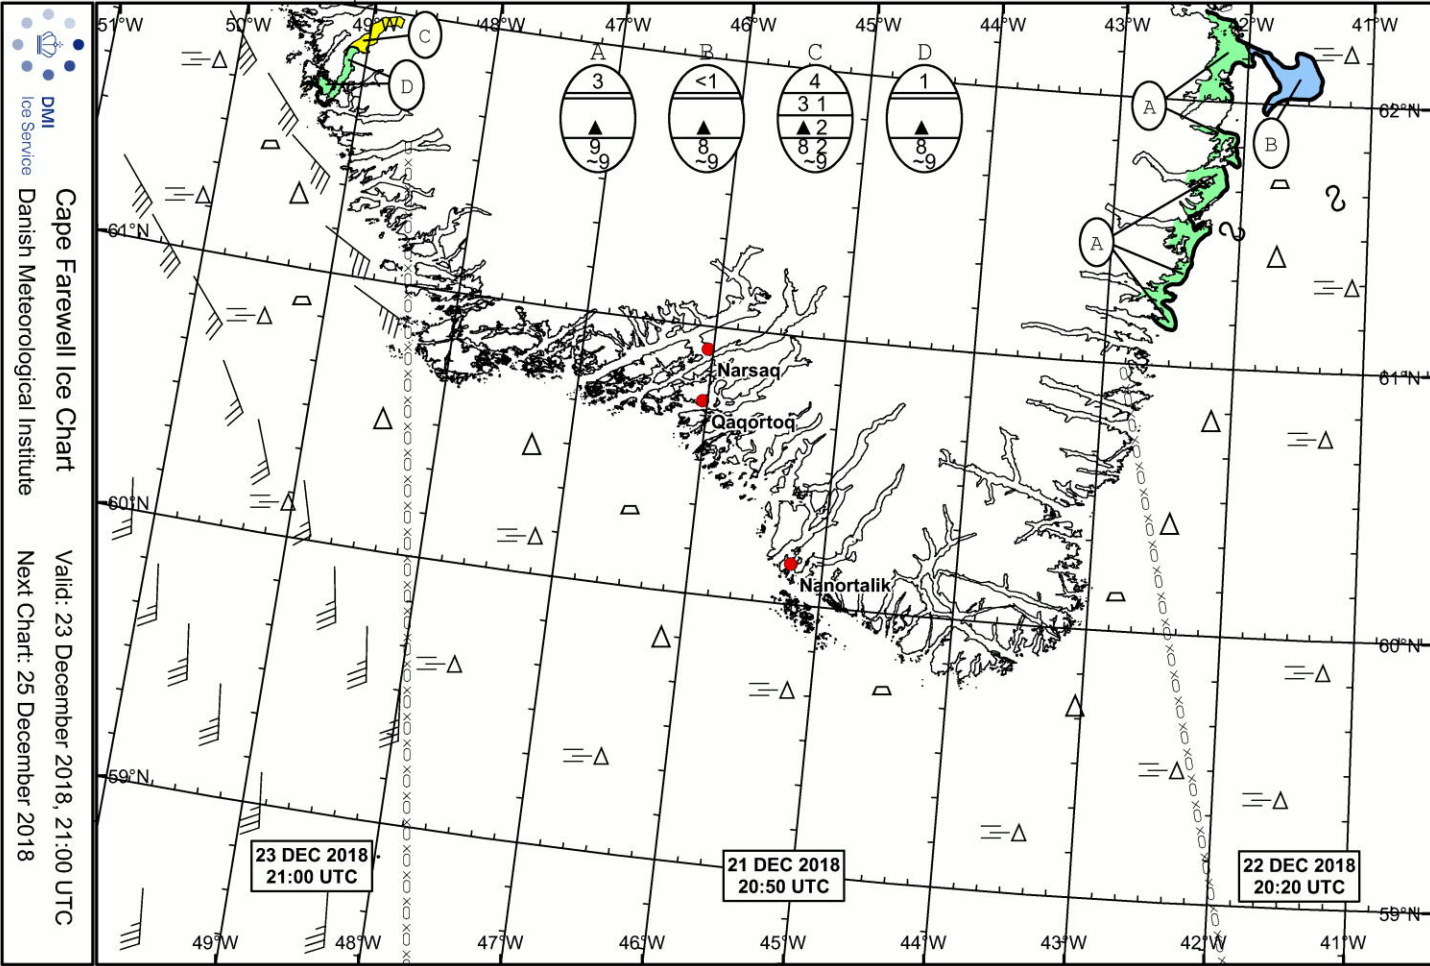 DMI
Ice Service
Cape Farewell Ice Chart
Danish Meteorological Institute
Valid: 23 December 2018, 21:00 UTC
Next Chart: 25 December 2018
51°W
50°W
49°W
48°W
47°W
46°W
45°W
44°W
43°W
42°W
41°W
C
D
A
3
9
~9
B
<1
8
~9
C
4
3 1
2
8 2
~9
D
1
8
~9
A
B
A
62°N
61°N
61°N
60°N
60°N
59°N
59°N
Narsaq
Qaqortoq
Nanortalik
23 DEC 2018
21:00 UTC
21 DEC 2018
20:50 UTC
22 DEC 2018
20:20 UTC
49°W
48°W
47°W
46°W
45°W
44°W
43°W
42°W
41°W